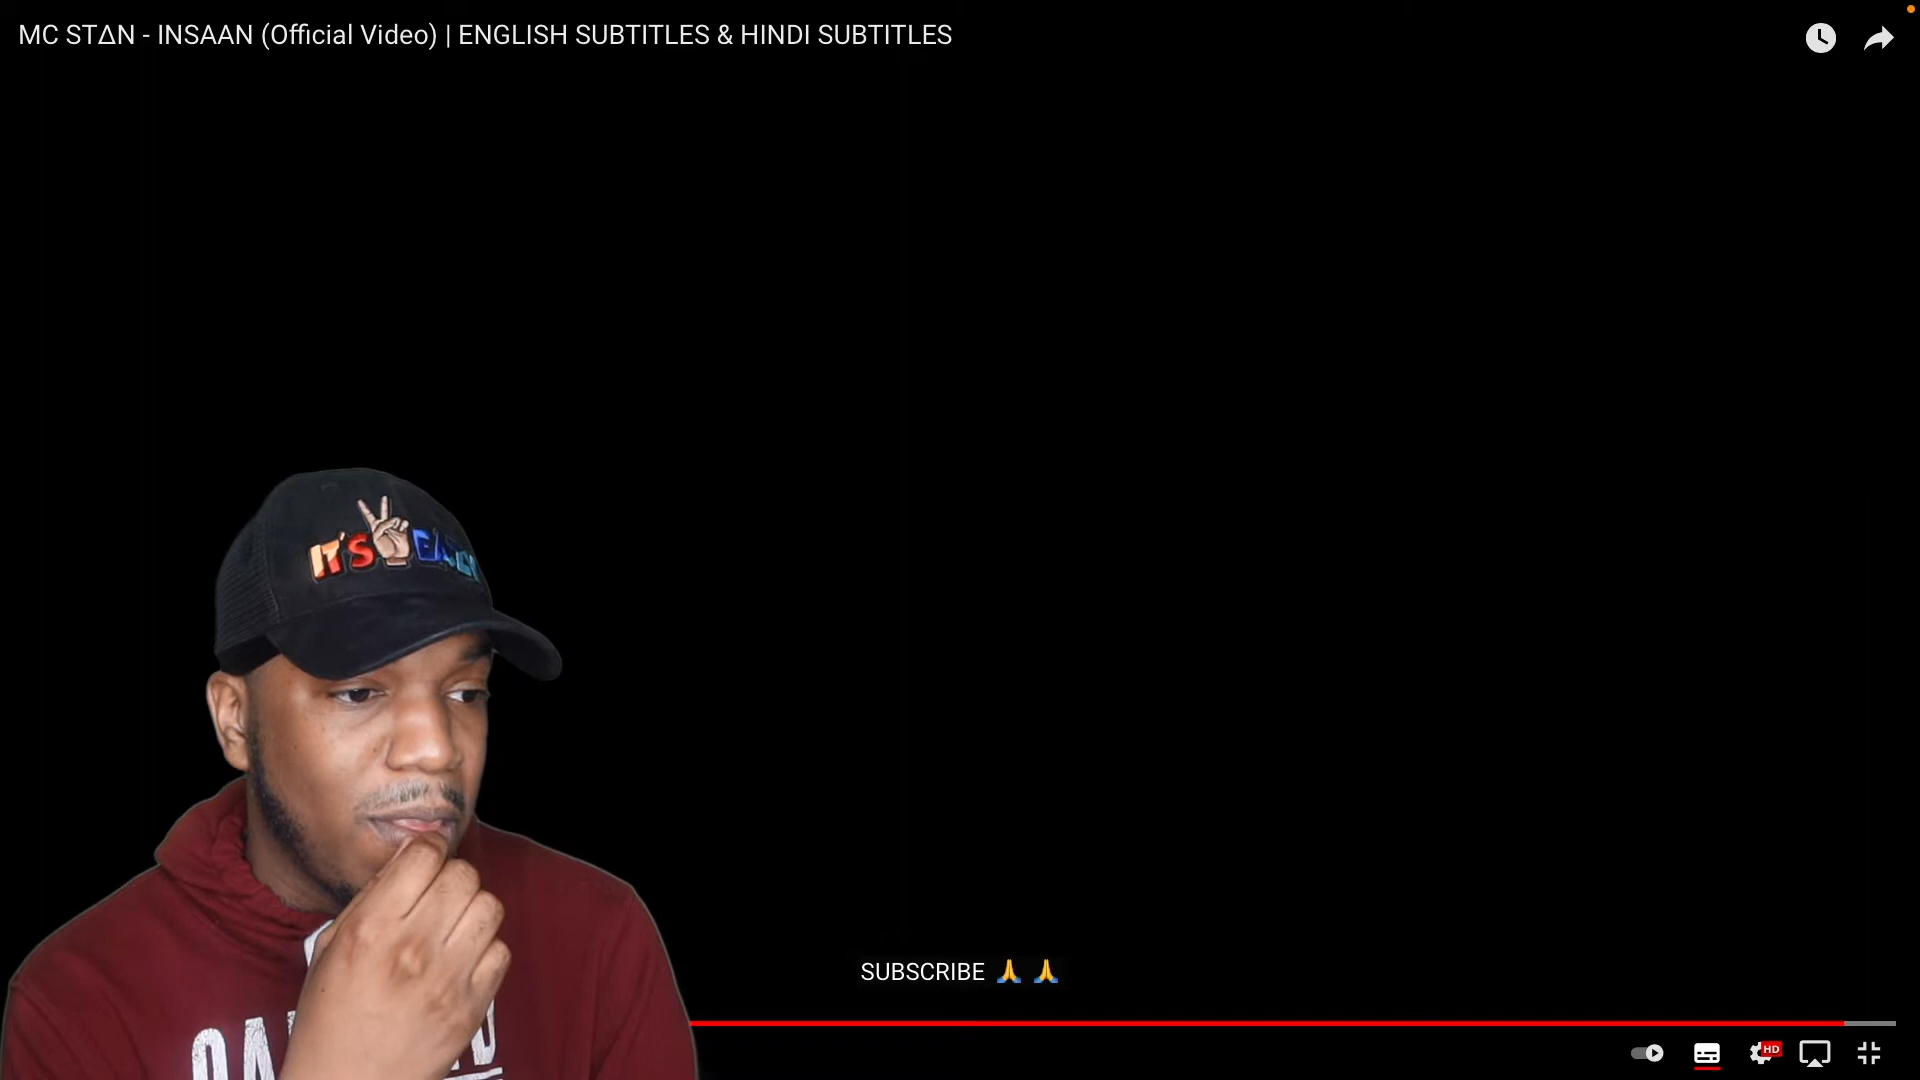 MC STΔN - INSAAN (Official Video) | ENGLISH SUBTITLES & HINDI SUBTITLES
IT'S
SUBSCRIBE 🙏 🙏
HD